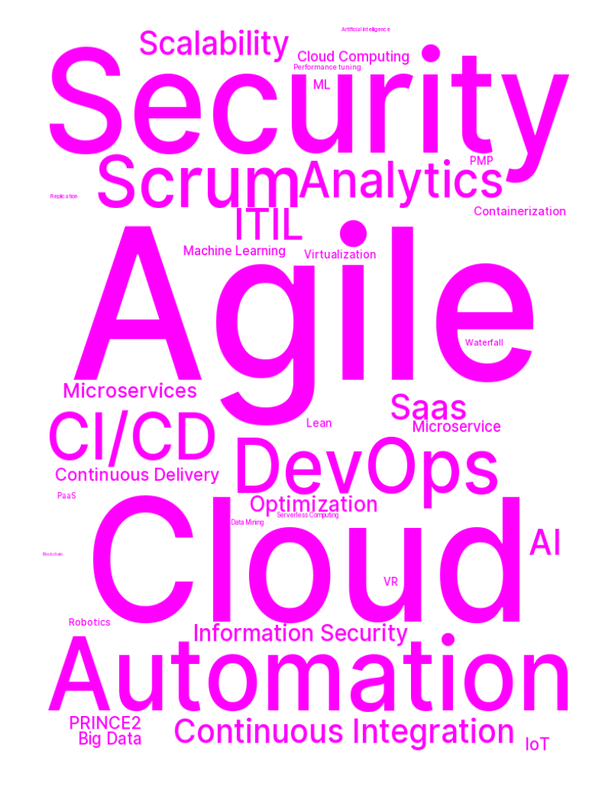 Artificial Intelligence
Scalability
Cloud Computing
Security
Performance tuning
ML
Scrum
Analytics
PMP
Replication
Containerization
ITIL
Machine Learning
Virtualization
Agile
Waterfall
Microservices
Saas
CI/CD
Lean
Microservice
DevOps
Continuous Delivery
PaaS
Optimization
Serverless Computing
Data Mining
Cloud
AI
Blockchain
VR
Robotics
Information Security
Automation
PRINCE2
Continuous Integration
Big Data
IoT